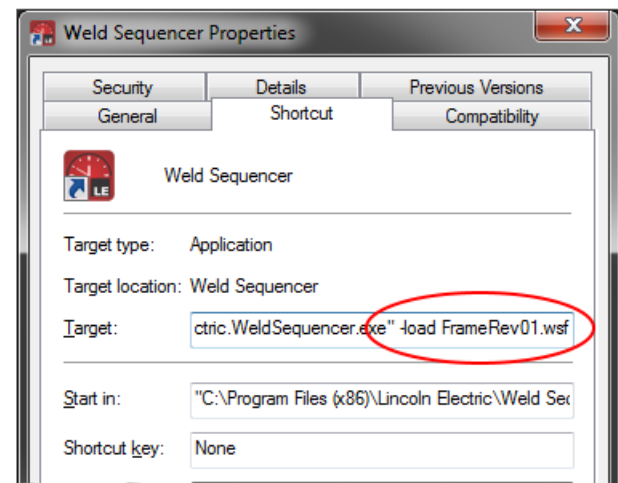 Weld Sequencer Properties
Security Details Previous Versions
General Shortcut Compatibility
LE
Weld Sequencer
Target type: Application
Target location: Weld Sequencer
Target: ctric.WeldSequencer.exe" -load FrameRev01.wsf
Start in: "C:\Program Files (x86)\Lincoln Electric\Weld Sec
Shortcut key: None